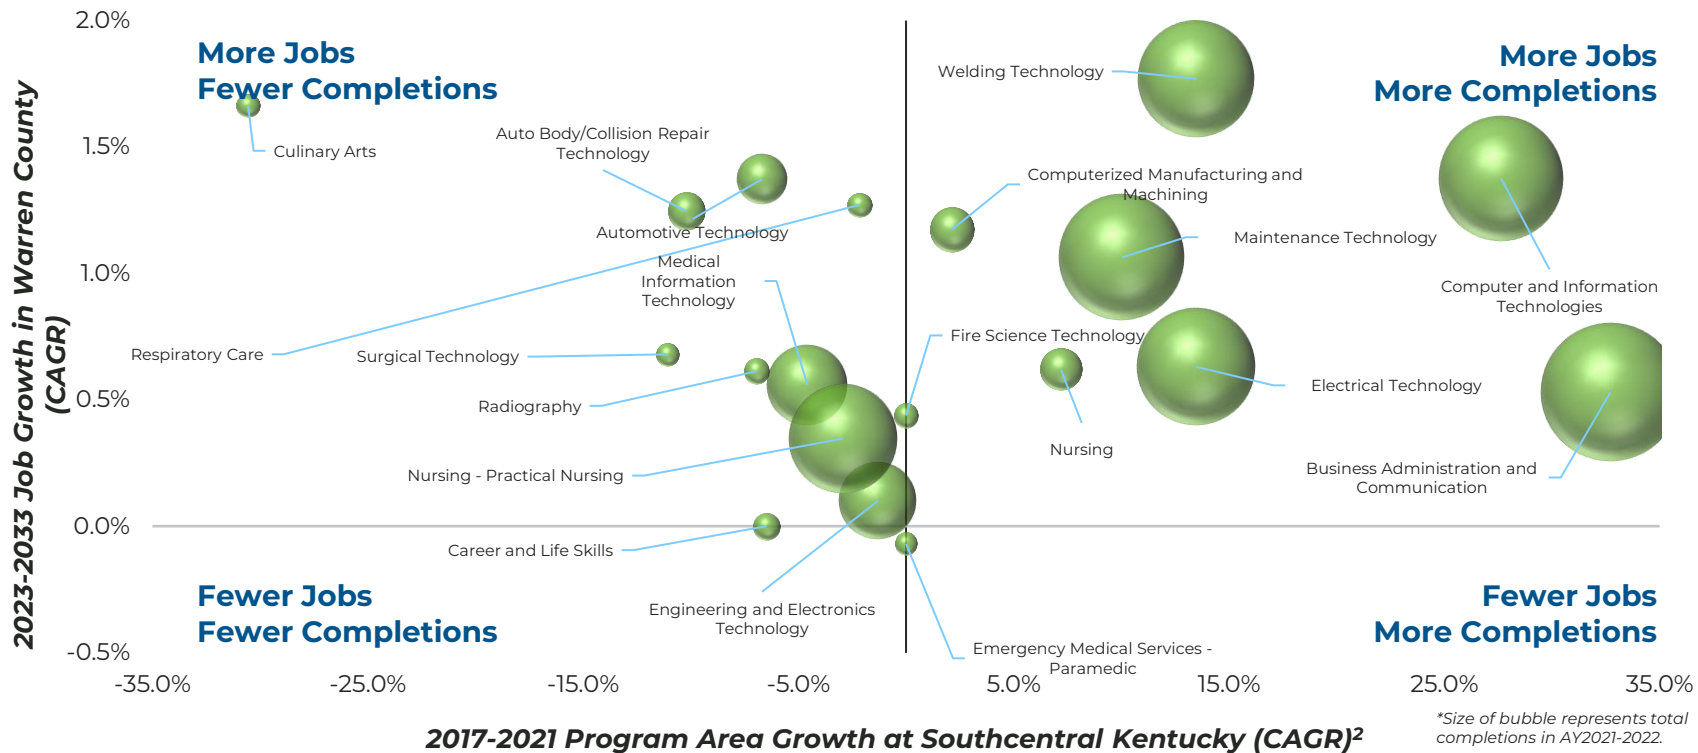 2.0%
1.5%
1.0%
0.5%
0.0%
-0.5%
2023-2033 Job Growth in Warren County
(CAGR)
More Jobs
Fewer Completions
More Jobs
More Completions
Welding Technology
Culinary Arts
Auto Body/Collision Repair
Technology
Automotive Technology
Computerized Manufacturing and
Machining
Maintenance Technology
Medical
Information
Technology
Computer and Information
Technologies
Respiratory Care
Surgical Technology
Fire Science Technology
Radiography
Electrical Technology
Nursing
Nursing - Practical Nursing
Business Administration and
Communication
Career and Life Skills
Engineering and Electronics
Technology
Emergency Medical Services -
Paramedic
Fewer Jobs
Fewer Completions
Fewer Jobs
More Completions
-35.0%
-25.0%
-15.0%
-5.0%
5.0%
15.0%
25.0%
35.0%
2017-2021 Program Area Growth at Southcentral Kentucky (CAGR)²
*Size of bubble represents total
completions in AY2021-2022.